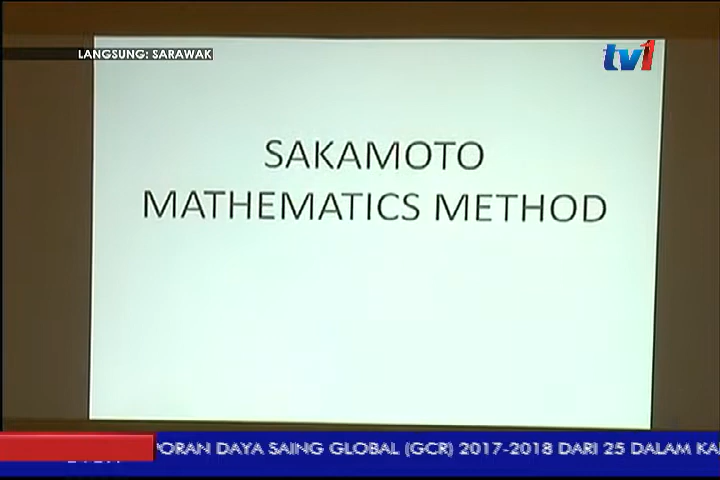 LANGSUNG: SARAWAK
tv1
SAKAMOTO
MATHEMATICS METHOD
PORAN DAYA SAING GLOBAL (GCR) 2017-2018 DARI 25 DALAM KA